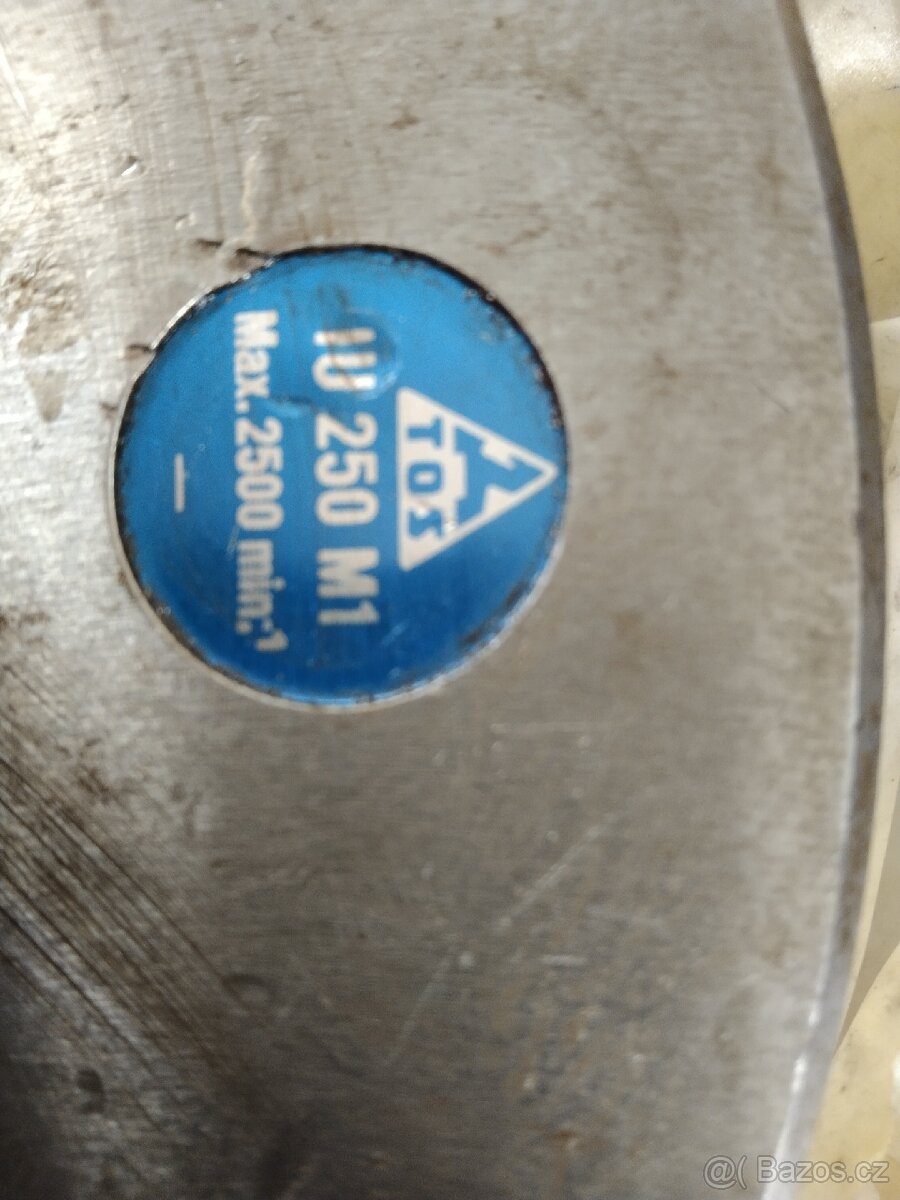 TOS
IU 250 M1
Max. 2500 min.-1
@( Bazos.cz